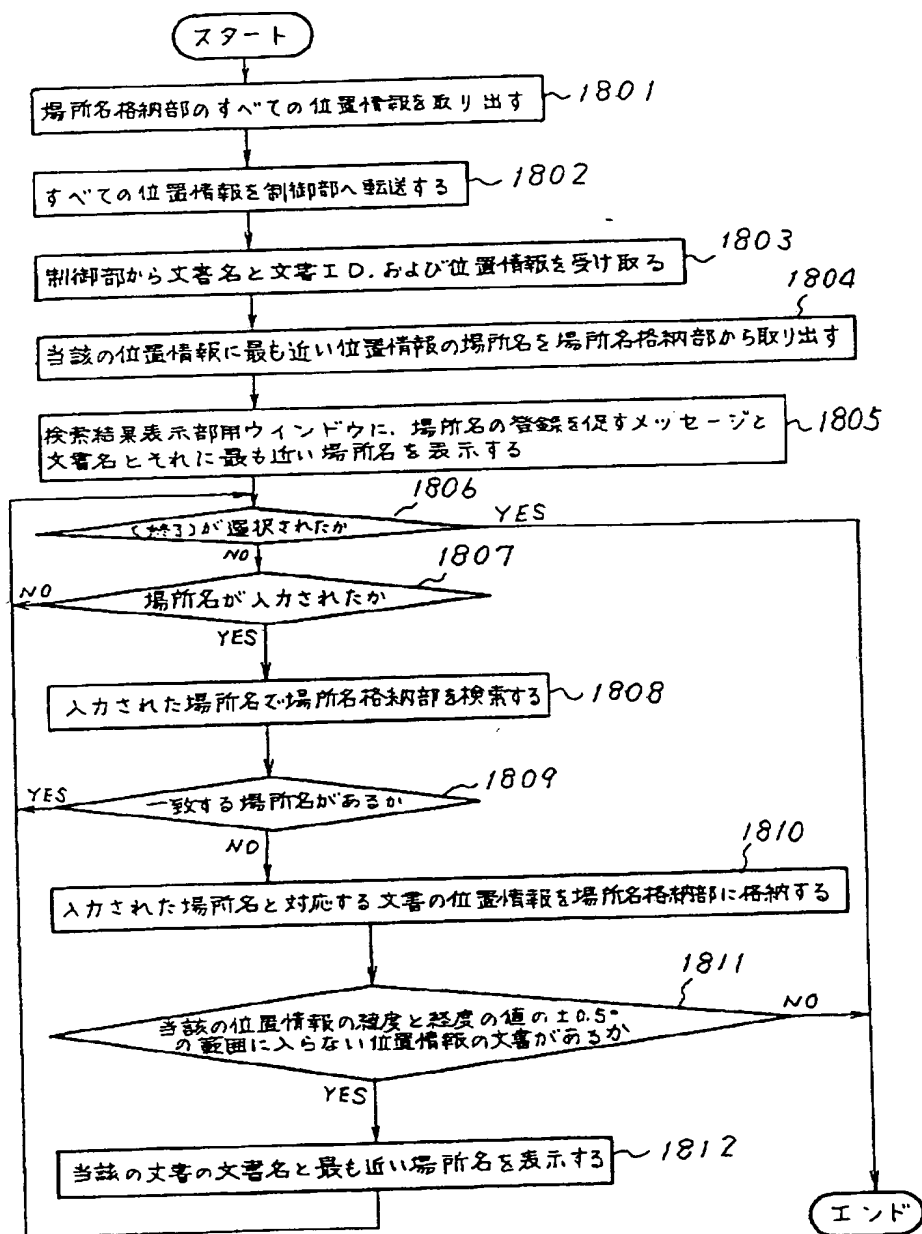 スタート
場所名格納部のすべての位置情報を取り出す
1801
すべての位置情報を制御部へ転送する
1802
制御部から文書名と文書ID.および位置情報を受け取る
1803
1804
当該の位置情報に最も近い位置情報の場所名を場所名格納部から取り出す
検索結果表示部用ウィンドウに、場所名の登録を促すメッセージと
文書名とそれに最も近い場所名を表示する
1805
1806
(終了)が選択されたか
YES
NO
1807
場所名が入力されたか
NO
YES
入力された場所名で場所名格納部を検索する
1808
1809
一致する場所名があるか
YES
NO
1810
入力された場所名と対応する文書の位置情報を場所名格納部に格納する
1811
当該の位置情報の緯度と経度の値の±0.5°
の範囲に入らない位置情報の文書があるか
NO
YES
当該の文書の文書名と最も近い場所名を表示する
1812
エンド